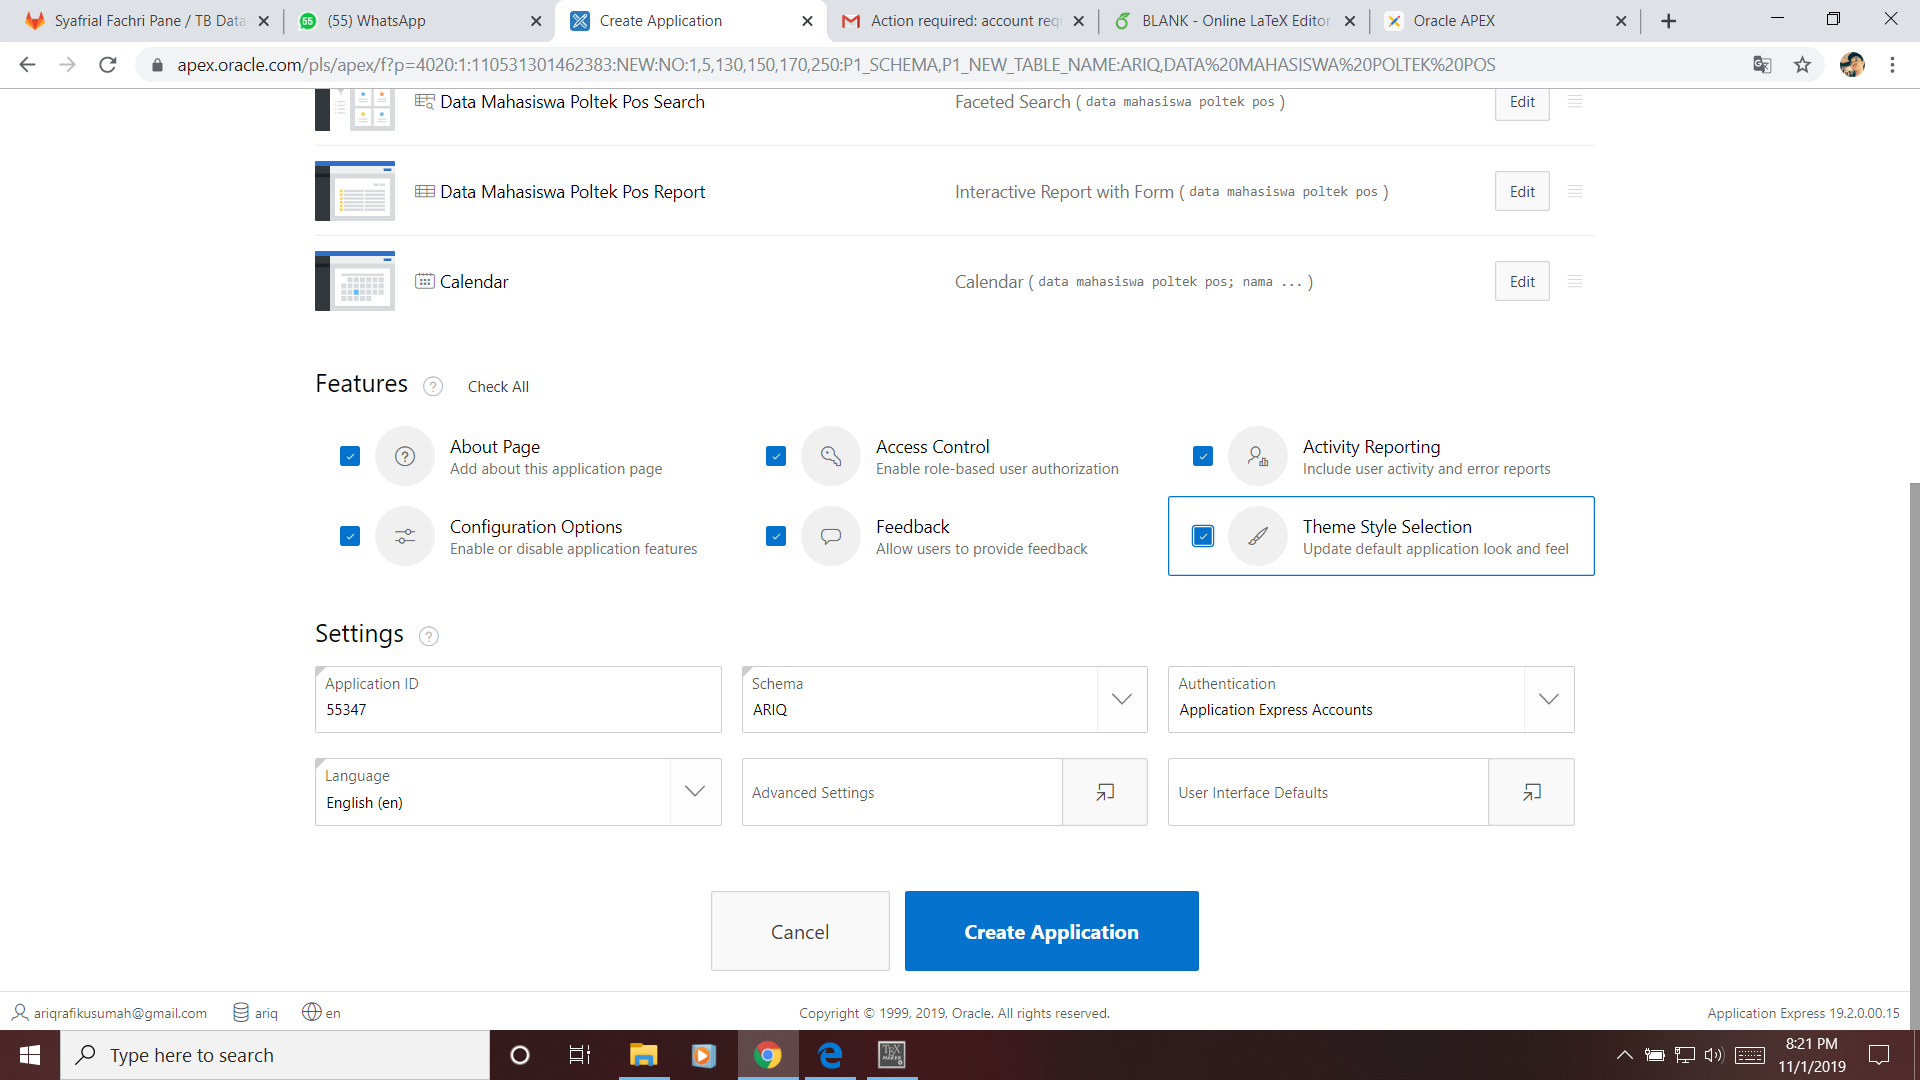 Syafrial Fachri Pane / TB Data
(55) WhatsApp
Create Application
Action required: account req
BLANK - Online LaTeX Editor
Oracle APEX
apex.oracle.com/pls/apex/f?p=4020:1:110531301462383:NEW:NO:1,5,130,150,170,250:P1_SCHEMA,P1_NEW_TABLE_NAME:ARIQ,DATA%20MAHASISWA%20POLTEK%20POS
Data Mahasiswa Poltek Pos Search
Faceted Search ( data mahasiswa poltek pos )
Edit
Data Mahasiswa Poltek Pos Report
Interactive Report with Form ( data mahasiswa poltek pos )
Edit
Calendar
Calendar ( data mahasiswa poltek pos; nama ... )
Edit
Features
Check All
About Page
Add about this application page
Access Control
Enable role-based user authorization
Activity Reporting
Include user activity and error reports
Configuration Options
Enable or disable application features
Feedback
Allow users to provide feedback
Theme Style Selection
Update default application look and feel
Settings
Application ID
55347
Schema
ARIQ
Authentication
Application Express Accounts
Language
English (en)
Advanced Settings
User Interface Defaults
Cancel
Create Application
ariqrafikusumah@gmail.com
ariq
en
Copyright © 1999, 2019, Oracle. All rights reserved.
Application Express 19.2.0.00.15
Type here to search
8:21 PM
11/1/2019